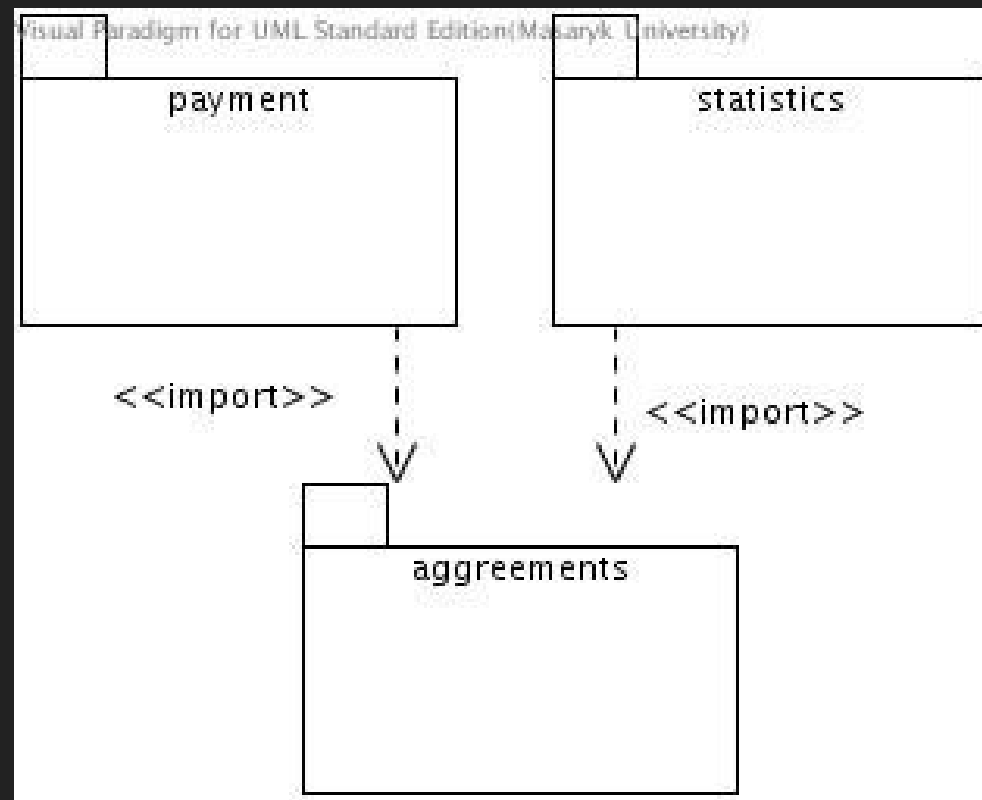 Visual Paradigm for UML Standard Edition(Masaryk University)
payment
statistics
<<import>>
<<import>>
aggreements